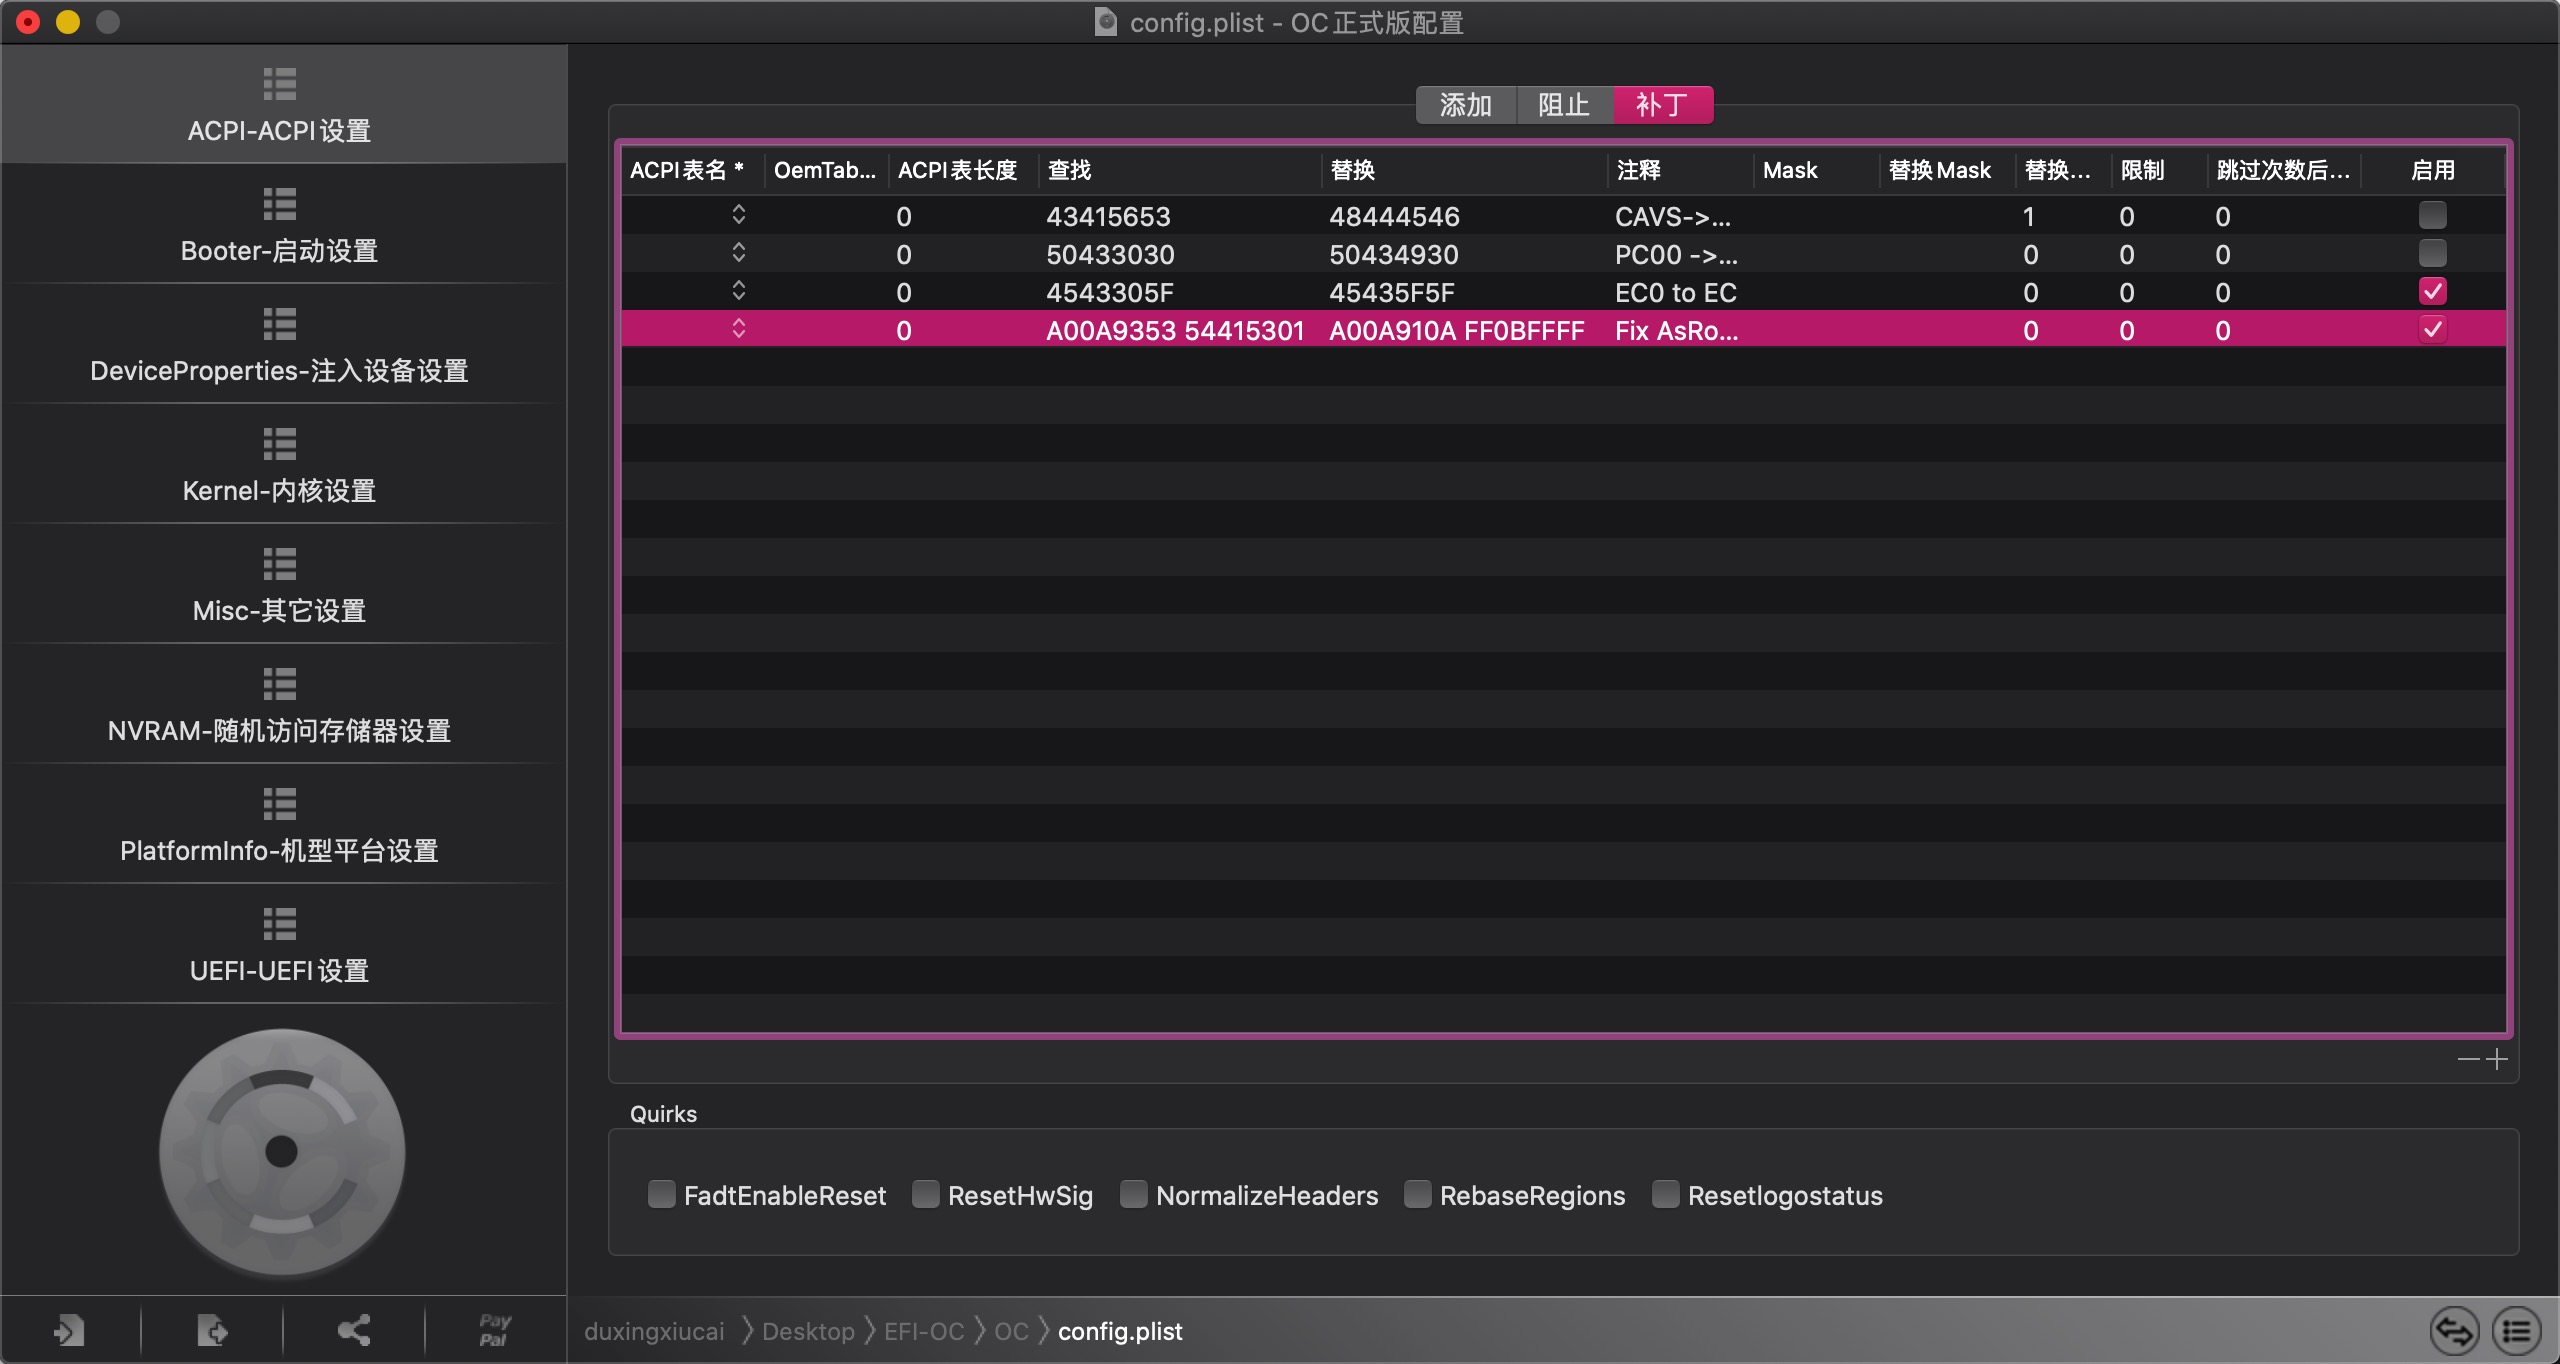 config.plist - OC正式版配置
ACPI-ACPI设置
Booter-启动设置
DeviceProperties-注入设备设置
Kernel-内核设置
Misc-其它设置
NVRAM-随机访问存储器设置
PlatformInfo-机型平台设置
UEFI-UEFI设置
Pay
Pal
添加 阻止 补丁
ACPI表名 * OemTab... ACPI表长度 查找 替换 注释 Mask 替换Mask 替换... 限制 跳过次数后... 启用
0 43415653 48444546 CAVS->... 1 0 0
0 50433030 50434930 PC00 ->... 0 0 0
0 4543305F 45435F5F EC0 to EC 0 0 0
0 A00A9353 54415301 A00A910A FF0BFFFF Fix AsRo... 0 0 0
Quirks
FadtEnableReset ResetHwSig NormalizeHeaders RebaseRegions Resetlogostatus
duxingxiucai Desktop EFI-OC OC config.plist